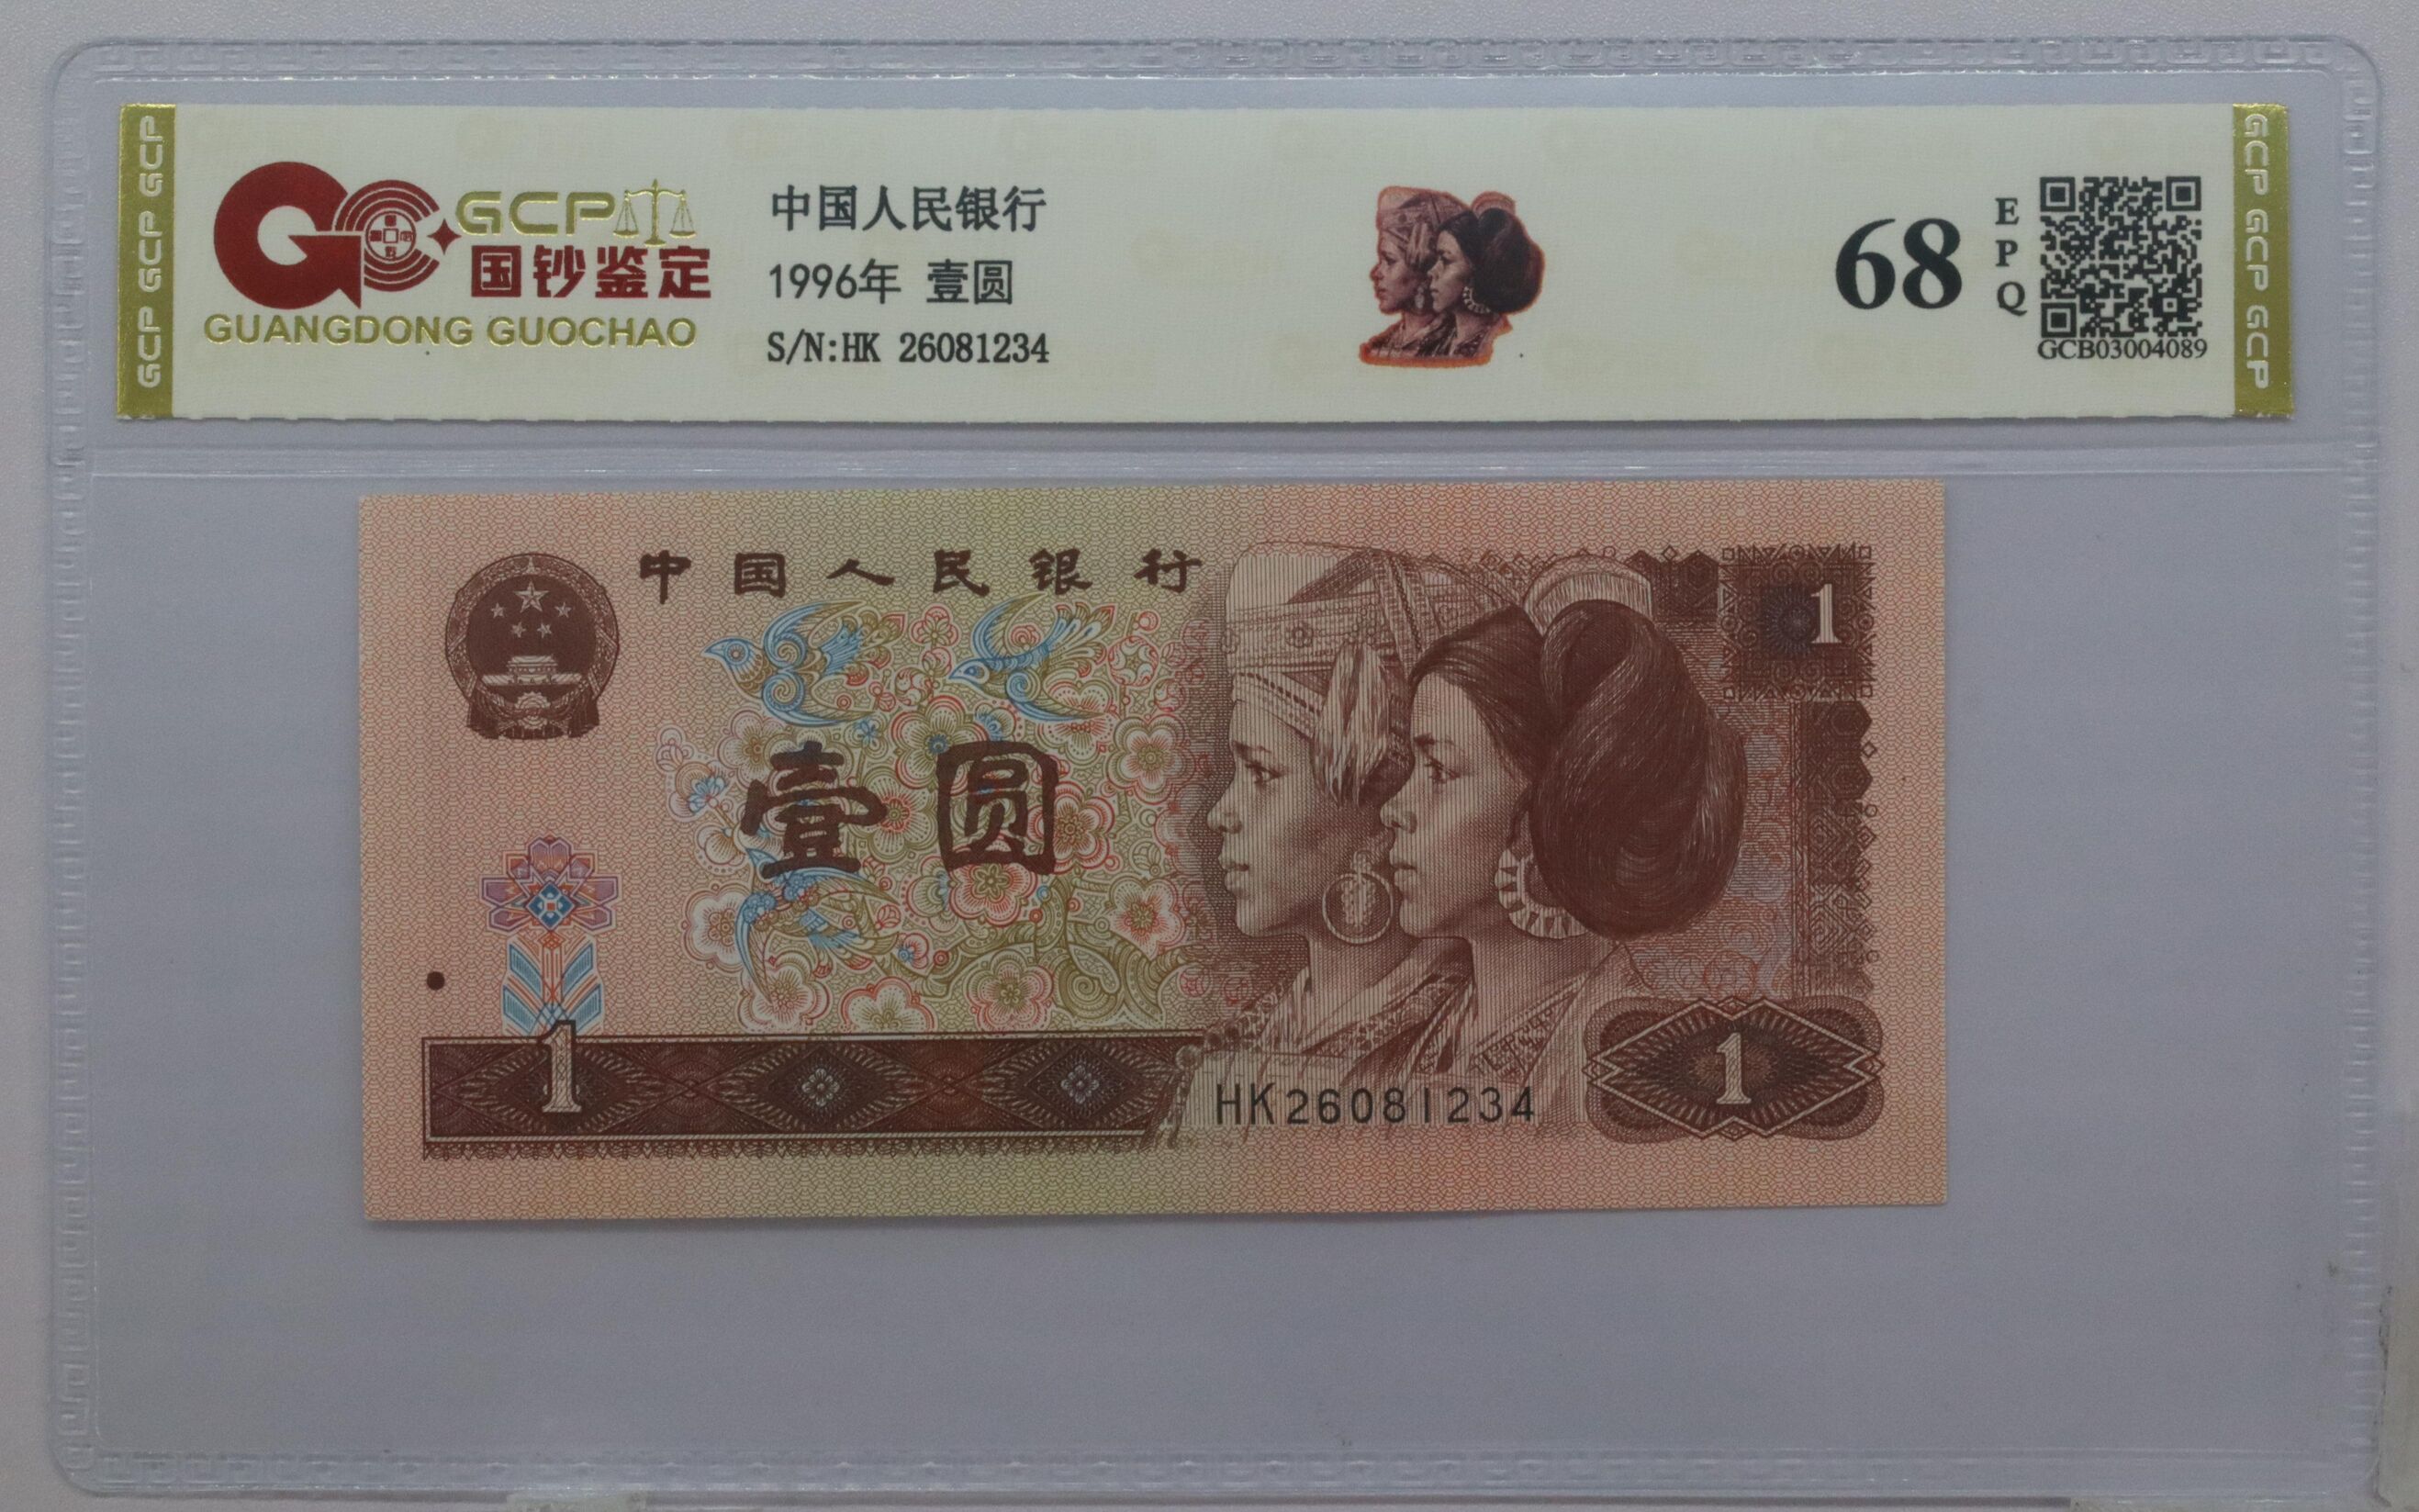 GCP GCP GCP
GCP
国钞鉴定
GUANGDONG GUOCHAO
中国人民银行
1996年 壹圆
S/N:HK 26081234
68
E
P
Q
GCB03004089
GCP GCP GCP
中国人民银行
1
壹圆
1
HK26081234
1